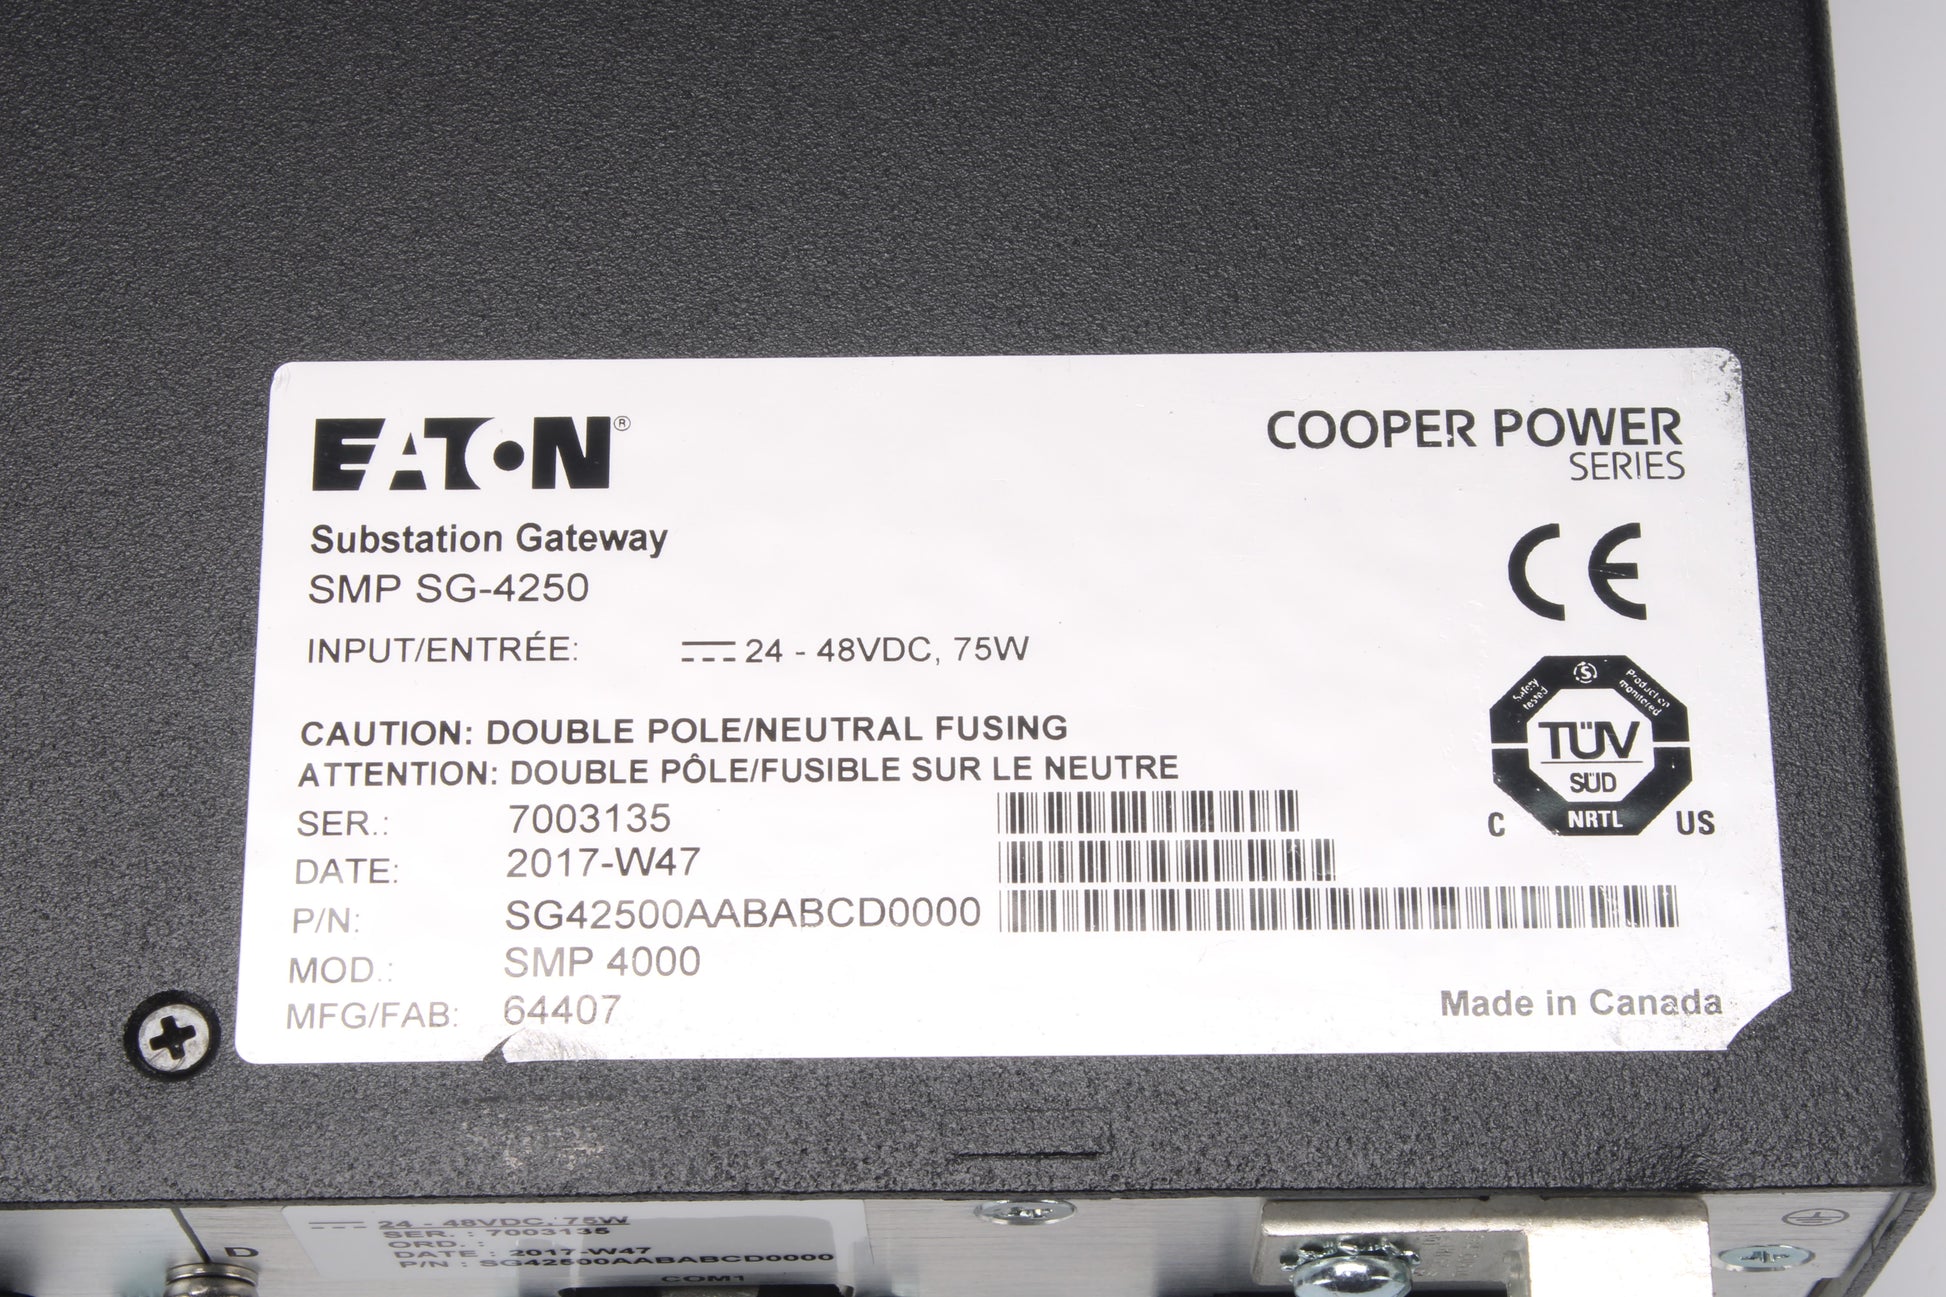 EATON®
COOPER POWER
SERIES
Substation Gateway
SMP SG-4250
INPUT/ENTRÉE: 24 - 48VDC, 75W
CAUTION: DOUBLE POLE/NEUTRAL FUSING
ATTENTION: DOUBLE PÔLE/FUSIBLE SUR LE NEUTRE
CE
Safety tested
S
Production monitored
TÜV
SÜD
NRTL
C US
SER.: 7003135
DATE: 2017-W47
P/N: SG42500AABABCD0000
MOD.: SMP 4000
MFG/FAB: 64407
Made in Canada
24 - 48VDC, 75W
SER. : 7003135
ORD. :
DATE : 2017-W47
P/N : SG42500AABABCD0000
D
COM1